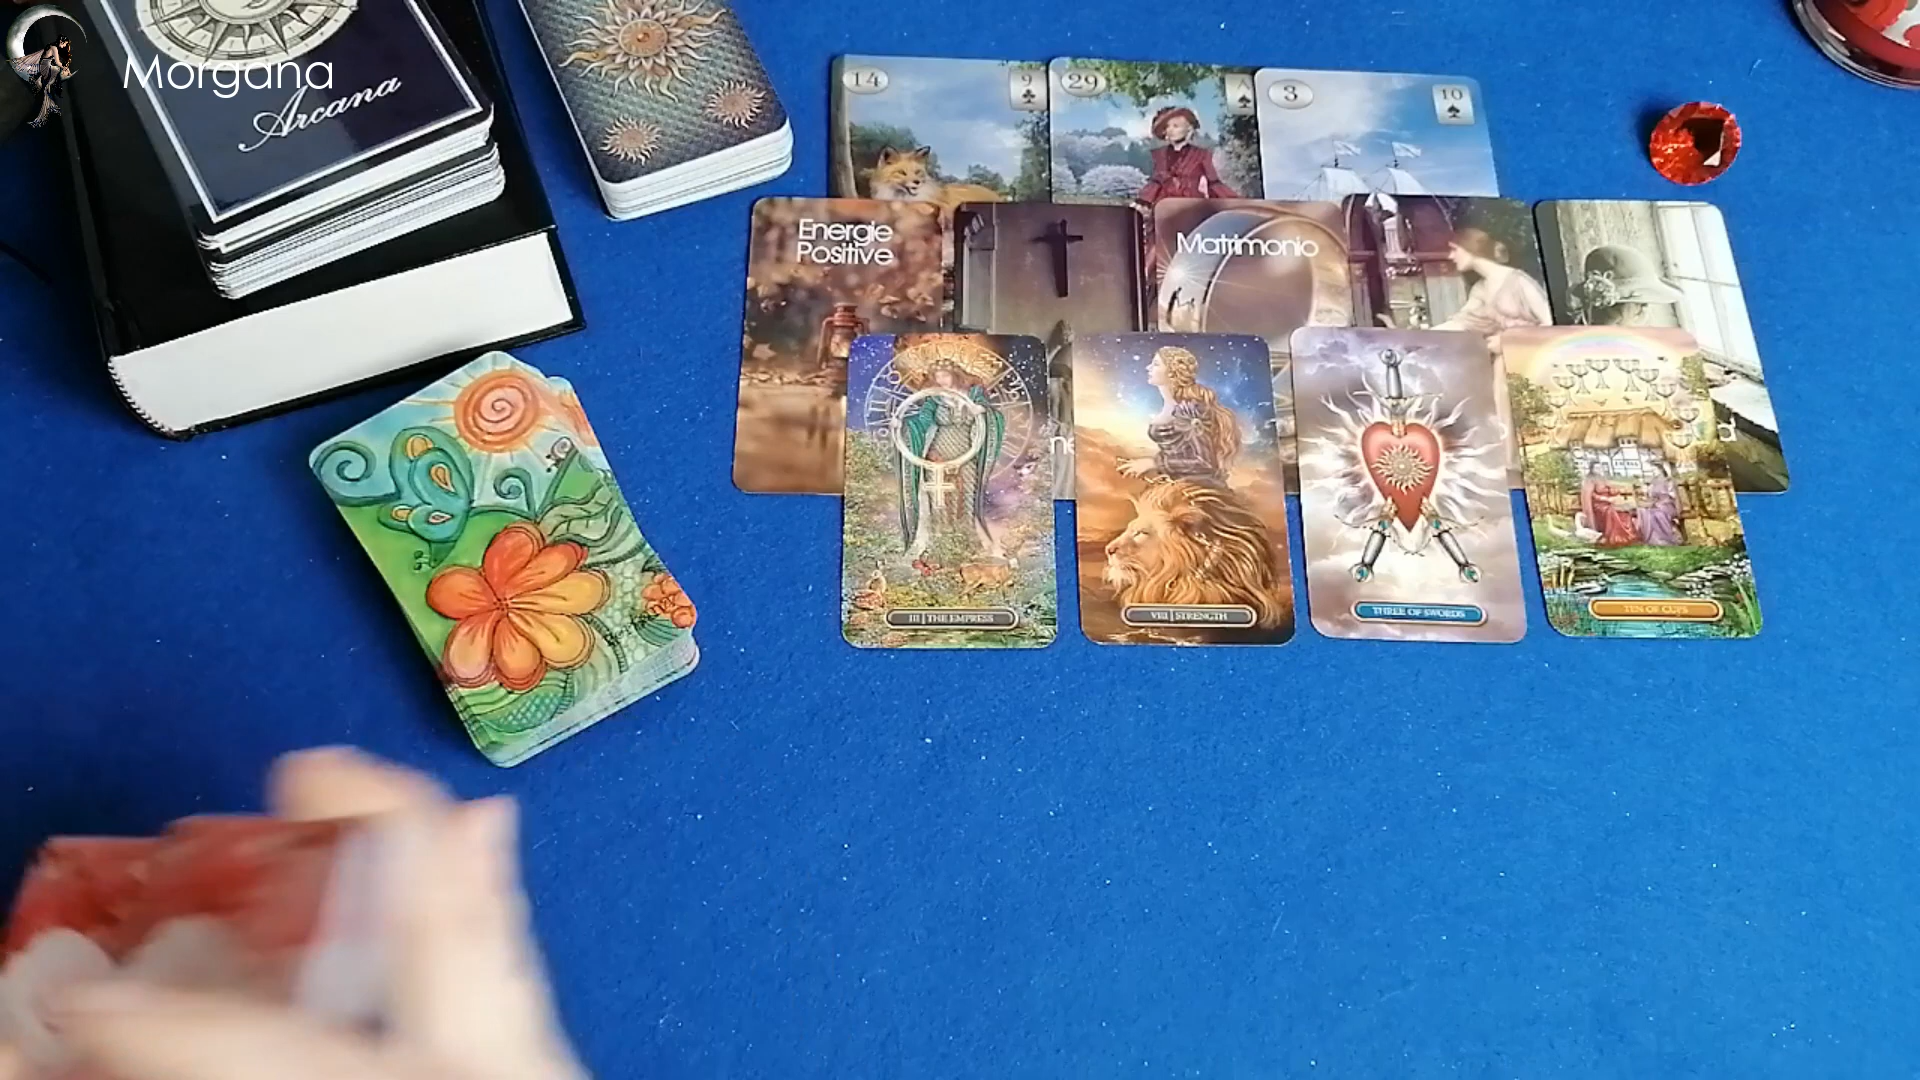 Morgana
Arcana
14
9
29
A
3
10
Energie
Positive
Matrimonio
ne
III | THE EMPRESS
VIII | STRENGTH
THREE OF SWORDS
TEN OF CUPS